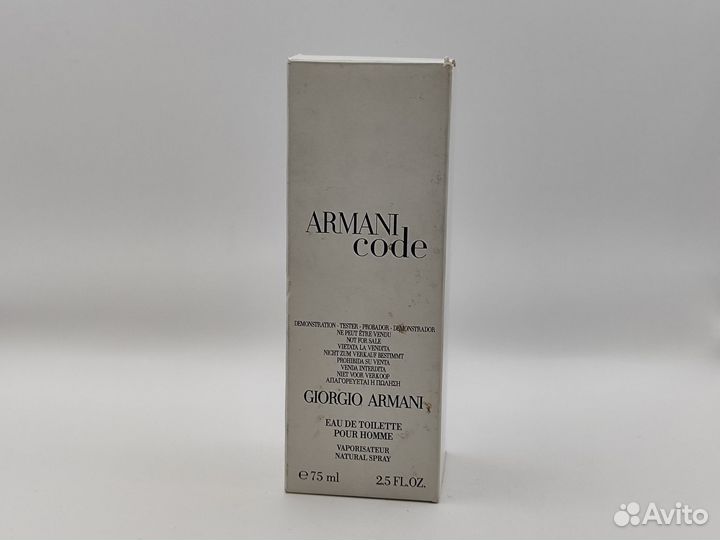 ARMANI
code
DEMONSTRATION - TESTER - PROBADOR - DEMONSTRADOR
NE PEUT ÊTRE VENDU
NOT FOR SALE
VIETATA LA VENDITA
NICHT ZUM VERKAUF BESTIMMT
PROHIBIDA SU VENTA
VENDA INTERDITA
NIET VOOR VERKOOP
ΑΠΑΓΟΡΕΥΕΤΑΙ Η ΠΩΛΗΣΗ
GIORGIO ARMANI
EAU DE TOILETTE
POUR HOMME
VAPORISATEUR
NATURAL SPRAY
℮ 75 ml 2.5 FL.OZ.
Avito